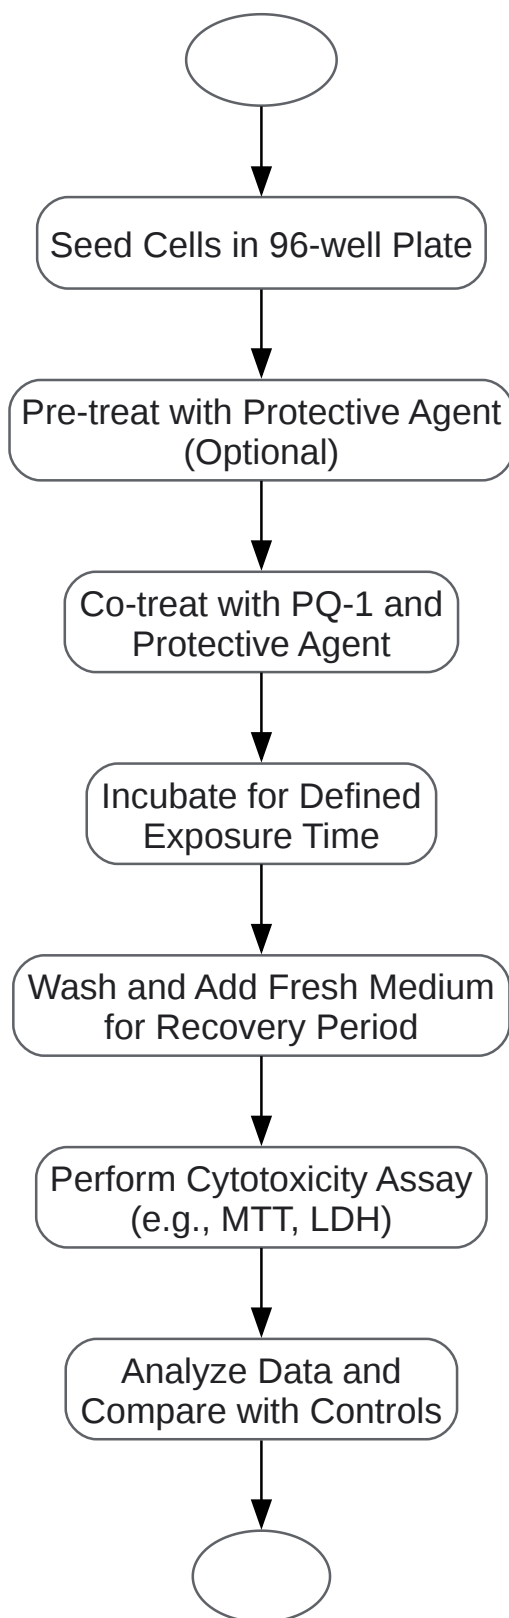 Seed Cells in 96-well Plate
Pre-treat with Protective Agent
(Optional)
Co-treat with PQ-1 and
Protective Agent
Incubate for Defined
Exposure Time
Wash and Add Fresh Medium
for Recovery Period
Perform Cytotoxicity Assay
(e.g., MTT, LDH)
Analyze Data and
Compare with Controls